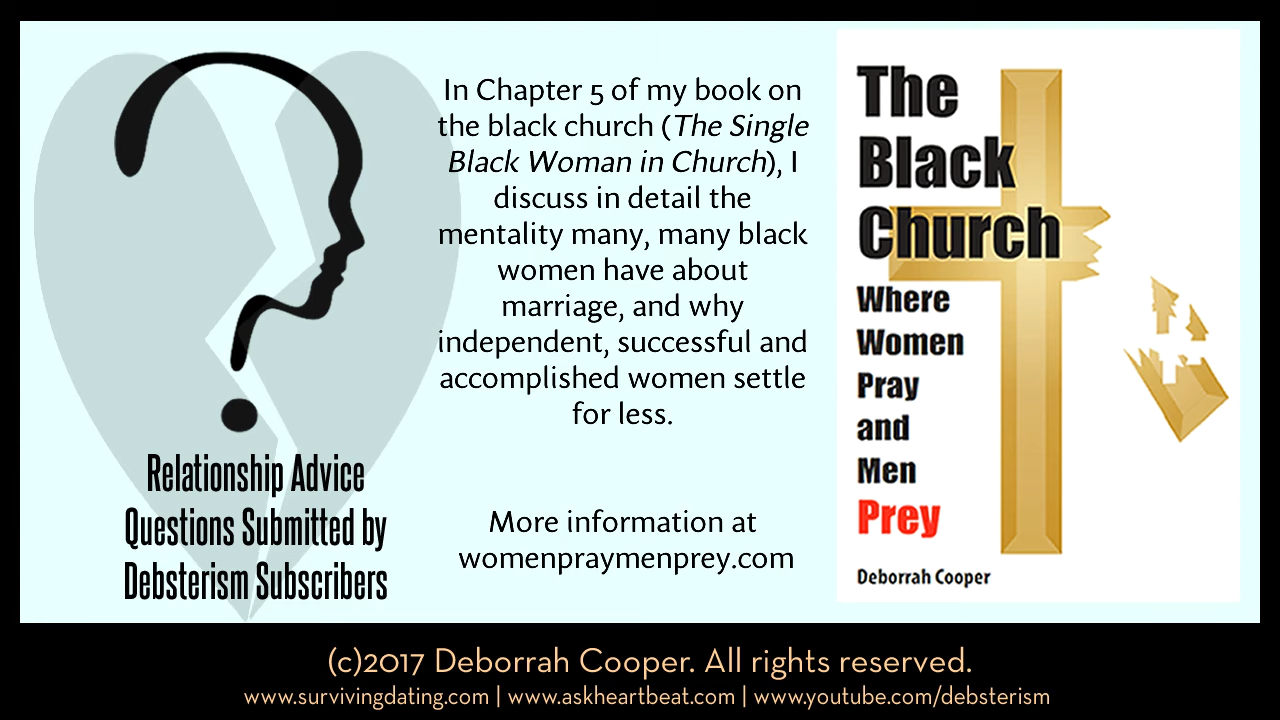 In Chapter 5 of my book on
the black church (The Single
Black Woman in Church), I
discuss in detail the
mentality many, many black
women have about
marriage, and why
independent, successful and
accomplished women settle
for less.
More information at
womenpraymenprey.com
Relationship Advice
Questions Submitted by
Debsterism Subscribers
The
Black
Church
Where
Women
Pray
and
Men
Prey
Deborrah Cooper
(c)2017 Deborrah Cooper. All rights reserved.
www.survivingdating.com | www.askheartbeat.com | www.youtube.com/debsterism